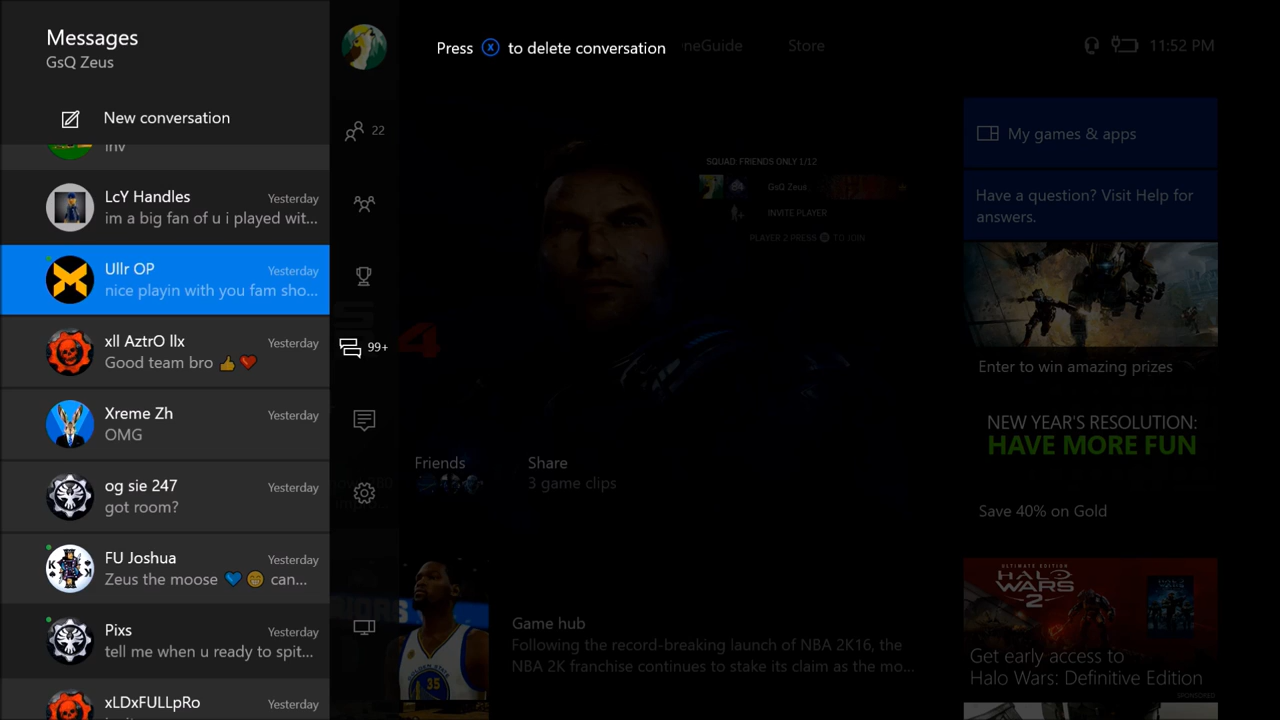 Messages
GsQ Zeus
New conversation
inv
LcY Handles
Yesterday
im a big fan of u i played wit...
Ullr OP
Yesterday
nice playin with you fam sho...
xll AztrO llx
Yesterday
Good team bro 👍 ❤️
Xreme Zh
Yesterday
OMG
og sie 247
Yesterday
got room?
FU Joshua
Yesterday
Zeus the moose 💙 😁 can...
Pixs
Yesterday
tell me when u ready to spit...
xLDxFULLpRo
Yesterday
22
99+
Press X to delete conversation
neGuide
Store
11:52 PM
SQUAD: FRIENDS ONLY 1/12
GsQ Zeus
INVITE PLAYER
PLAYER 2 PRESS A TO JOIN
4
Friends
Share
3 game clips
Game hub
Following the record-breaking launch of NBA 2K16, the
NBA 2K franchise continues to stake its claim as the mo...
GOLDEN STATE
35
My games & apps
Have a question? Visit Help for
answers.
Enter to win amazing prizes
NEW YEAR'S RESOLUTION:
HAVE MORE FUN
Save 40% on Gold
ULTIMATE EDITION
HALO
WARS
2
Get early access to
Halo Wars: Definitive Edition
SPONSORED